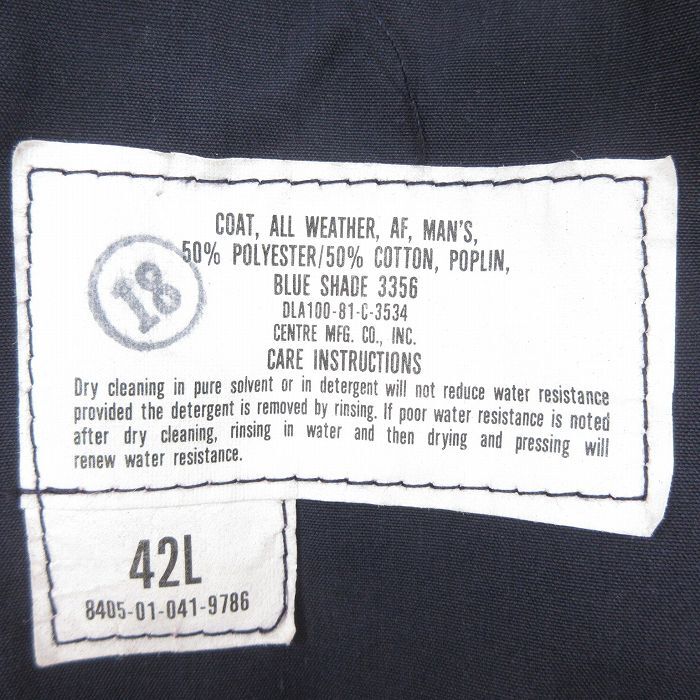 COAT, ALL WEATHER, AF, MAN'S,
50% POLYESTER/50% COTTON, POPLIN,
BLUE SHADE 3356
DLA100-81-C-3534
CENTRE MFG. CO., INC.
CARE INSTRUCTIONS
Dry cleaning in pure solvent or in detergent will not reduce water resistance
provided the detergent is removed by rinsing. If poor water resistance is noted
after dry cleaning, rinsing in water and then drying and pressing will
renew water resistance.
18
42L
8405-01-041-9786